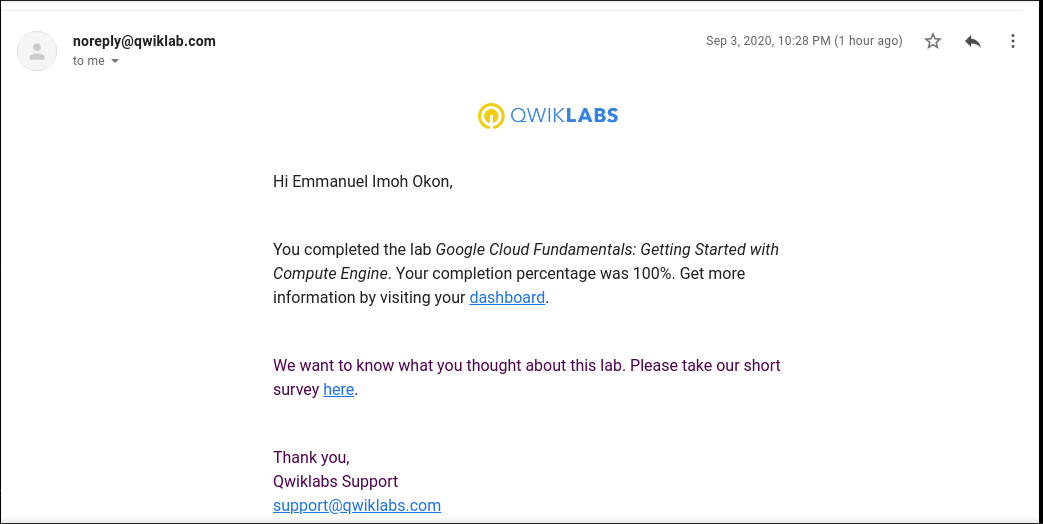 noreply@qwiklab.com
Sep 3, 2020, 10:28 PM (1 hour ago)
to me
QWIKLABS
Hi Emmanuel Imoh Okon,
You completed the lab Google Cloud Fundamentals: Getting Started with
Compute Engine. Your completion percentage was 100%. Get more
information by visiting your dashboard.
We want to know what you thought about this lab. Please take our short
survey here.
Thank you,
Qwiklabs Support
support@qwiklabs.com